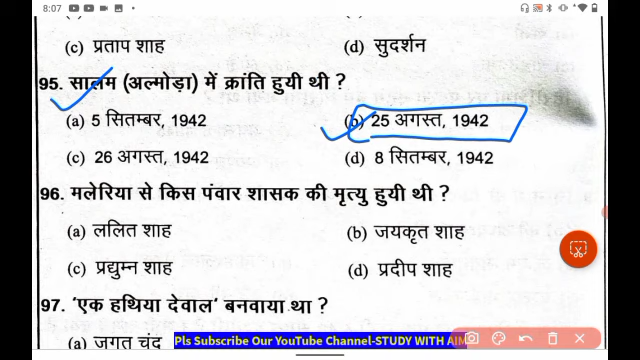 8:07
(c) प्रताप शाह (d) सुदर्शन
95. सालम (अल्मोड़ा) में क्रांति हुयी थी ?
(a) 5 सितम्बर, 1942 (b) 25 अगस्त, 1942
(c) 26 अगस्त, 1942 (d) 8 सितम्बर, 1942
96. मलेरिया से किस पंवार शासक की मृत्यु हुयी थी ?
(a) ललित शाह (b) जयकृत शाह
(c) प्रद्युम्न शाह (d) प्रदीप शाह
97. 'एक हथिया देवाल' बनवाया था ?
(a) जगत चंद
Pls Subscribe Our YouTube Channel-STUDY WITH AIM